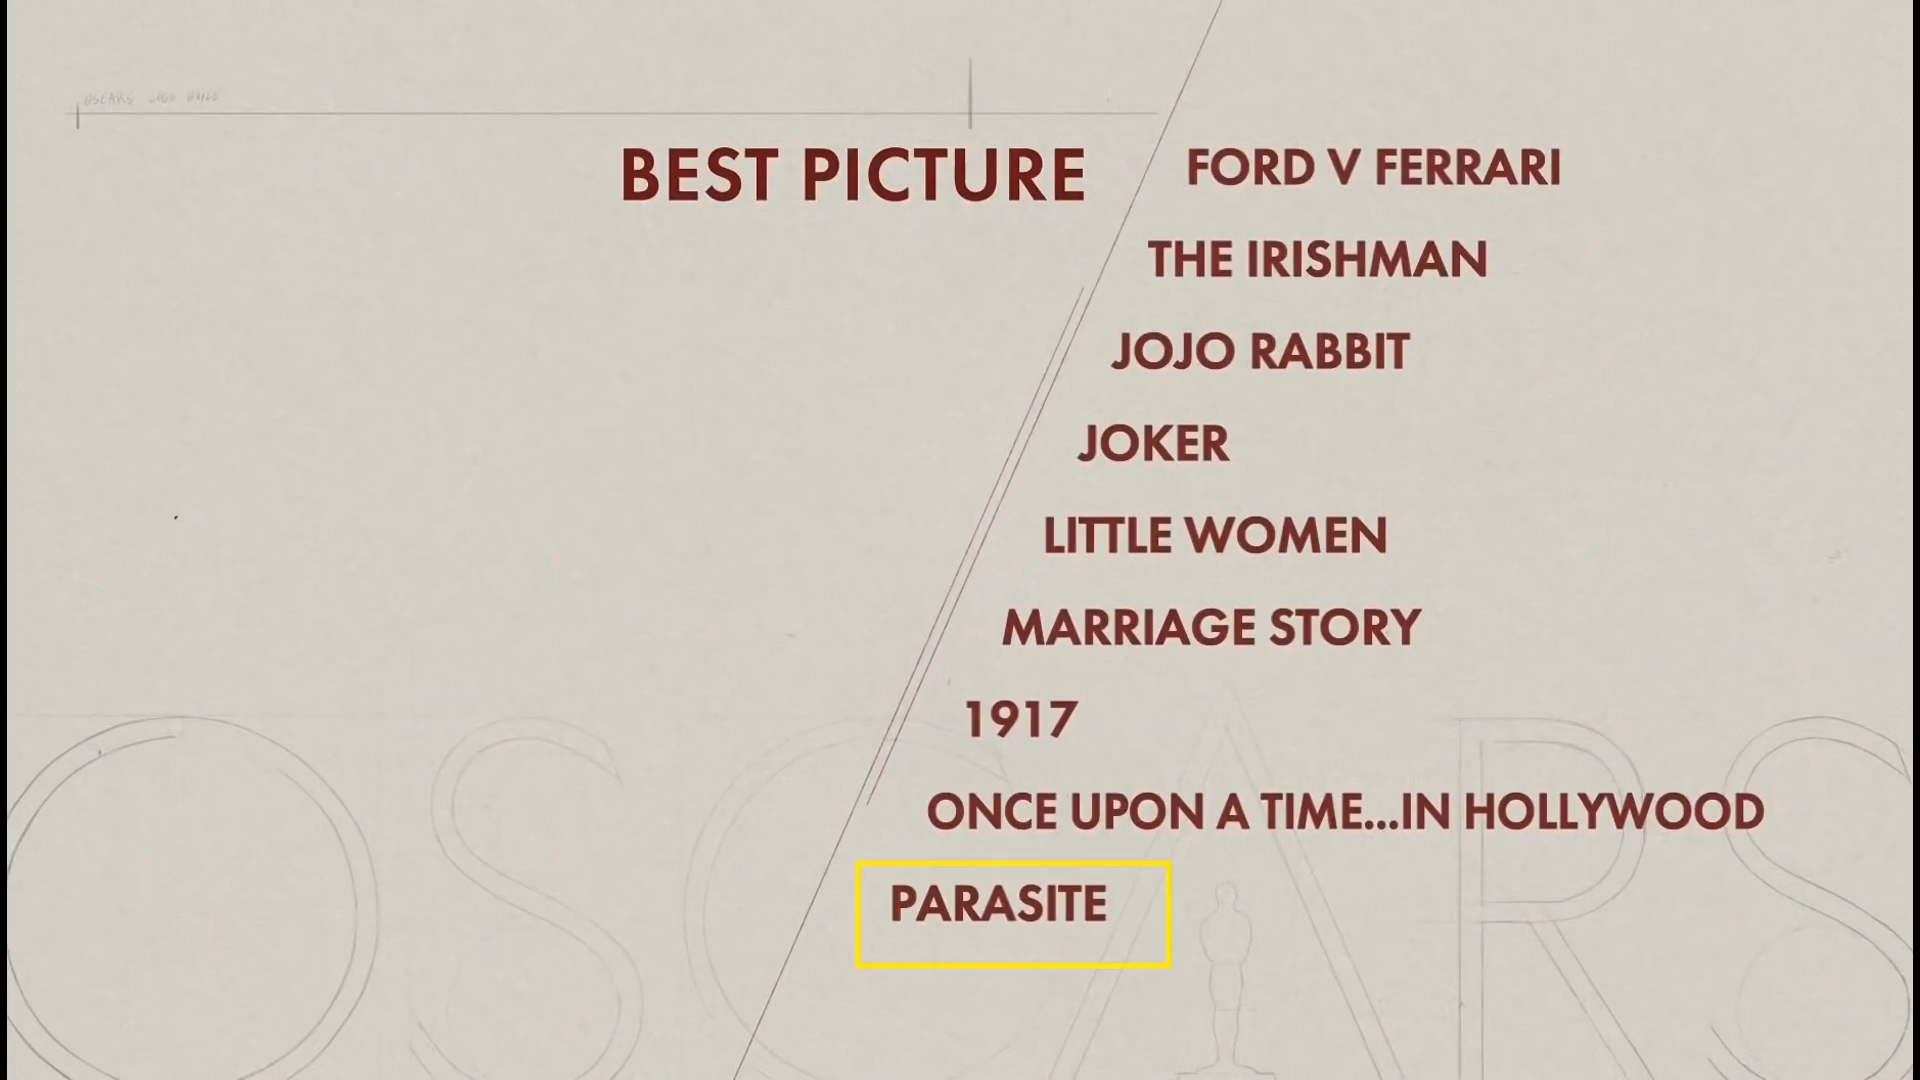 BEST PICTURE
FORD V FERRARI
THE IRISHMAN
JOJO RABBIT
JOKER
LITTLE WOMEN
MARRIAGE STORY
1917
ONCE UPON A TIME...IN HOLLYWOOD
PARASITE
OSCARS